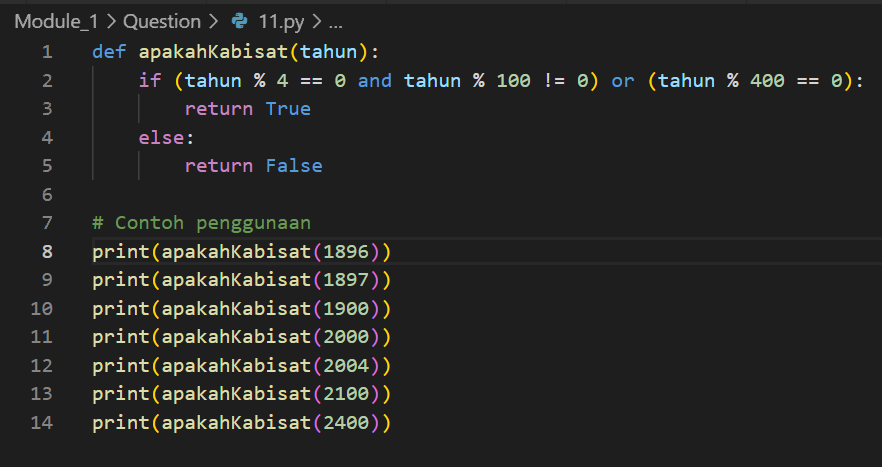 Module_1 > Question > 11.py > ...
1 def apakahKabisat(tahun):
2     if (tahun % 4 == 0 and tahun % 100 != 0) or (tahun % 400 == 0):
3         return True
4     else:
5         return False
6
7 # Contoh penggunaan
8 print(apakahKabisat(1896))
9 print(apakahKabisat(1897))
10 print(apakahKabisat(1900))
11 print(apakahKabisat(2000))
12 print(apakahKabisat(2004))
13 print(apakahKabisat(2100))
14 print(apakahKabisat(2400))